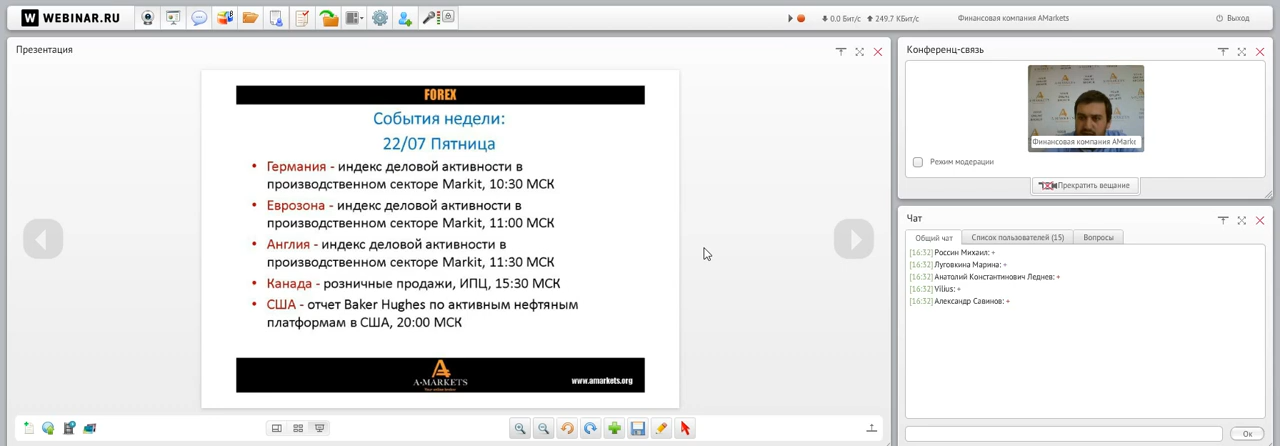 WEBINAR.RU
0.0 Бит/с
249.7 КБит/с
Финансовая компания AMarkets
Выход
Презентация
FOREX
События недели:
22/07 Пятница
• Германия - индекс деловой активности в
производственном секторе Markit, 10:30 МСК
• Еврозона - индекс деловой активности в
производственном секторе Markit, 11:00 МСК
• Англия - индекс деловой активности в
производственном секторе Markit, 11:30 МСК
• Канада - розничные продажи, ИПЦ, 15:30 МСК
• США - отчет Baker Hughes по активным нефтяным
платформам в США, 20:00 МСК
A-MARKETS
www.amarkets.org
Конференц-связь
Финансовая компания AMarke
Режим модерации
Прекратить вещание
Чат
Общий чат
Список пользователей (15)
Вопросы
[16:32] Россин Михаил: +
[16:32] Луговкина Марина: +
[16:32] Анатолий Константинович Леднев: +
[16:32] Vilius: +
[16:32] Александр Савинов: +
Ок